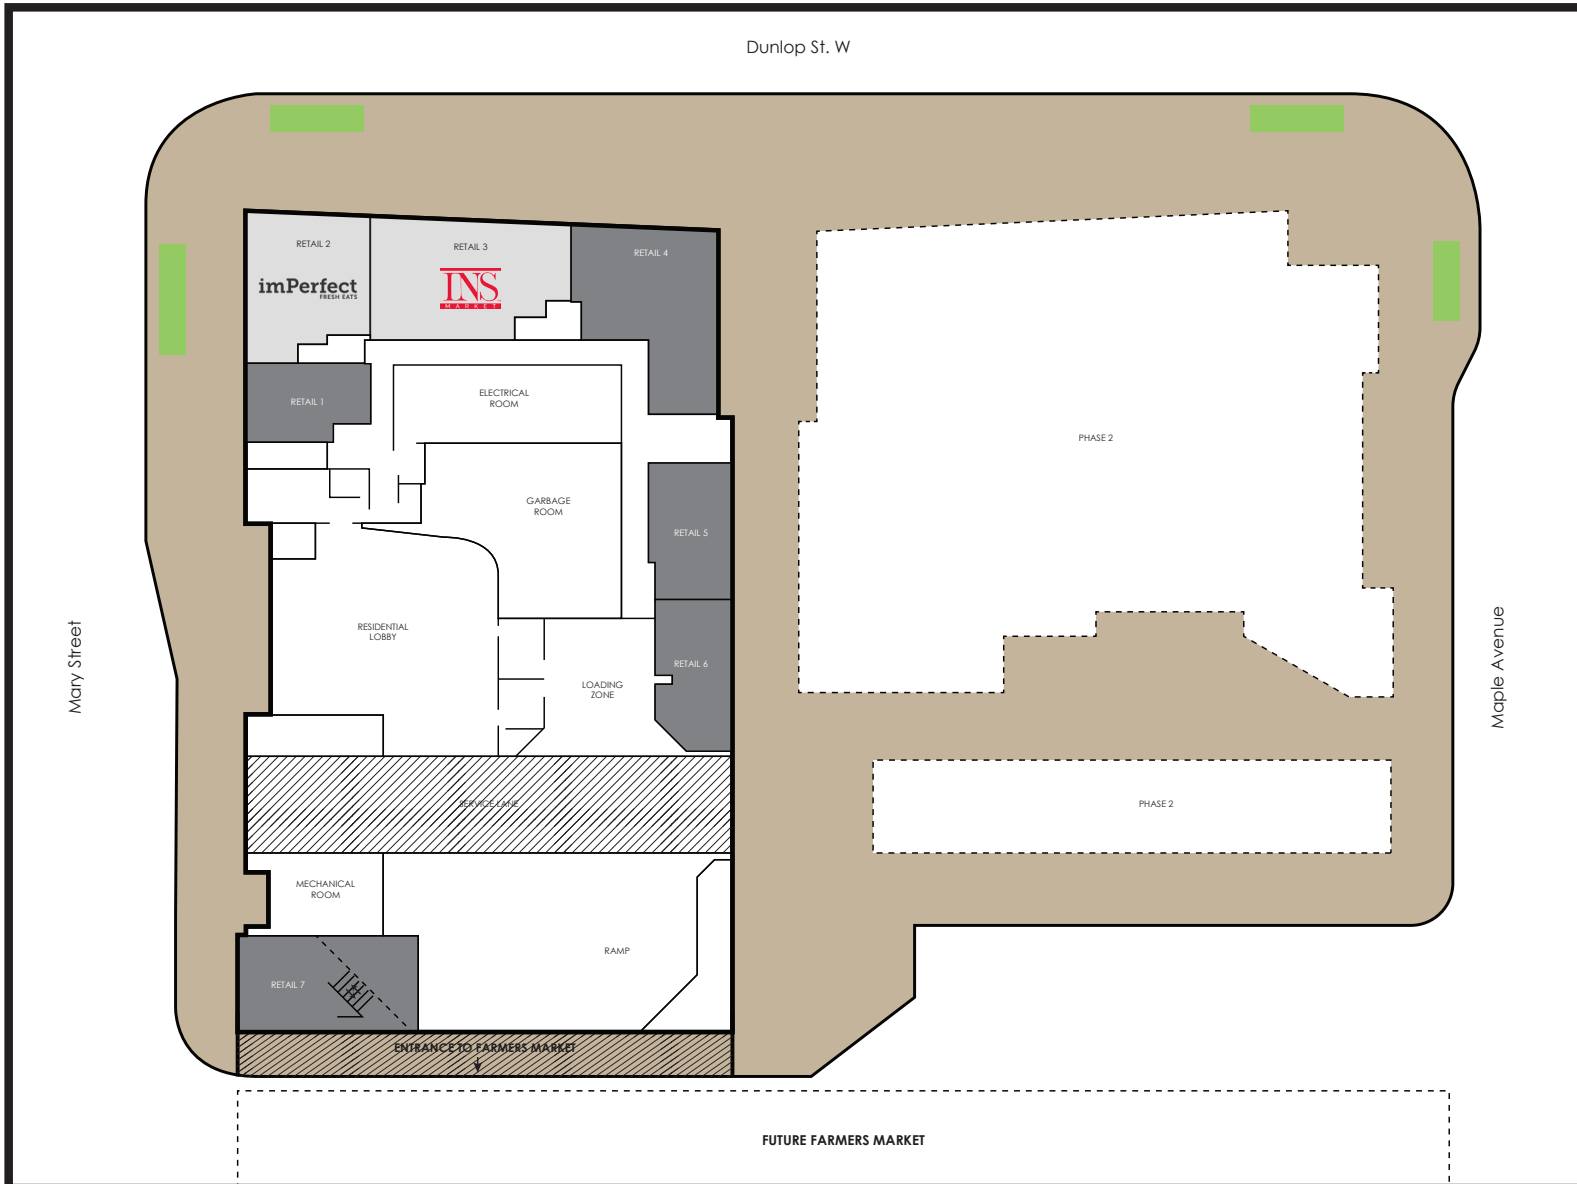 Dunlop St. W
RETAIL 2
imPerfect
FRESH EATS
RETAIL 3
INS
MARKET
RETAIL 4
RETAIL 1
ELECTRICAL
ROOM
PHASE 2
GARBAGE
ROOM
RETAIL 5
RESIDENTIAL
LOBBY
RETAIL 6
LOADING
ZONE
Mary Street
Maple Avenue
SERVICE LANE
PHASE 2
MECHANICAL
ROOM
RAMP
RETAIL 7
ENTRANCE TO FARMERS MARKET
FUTURE FARMERS MARKET